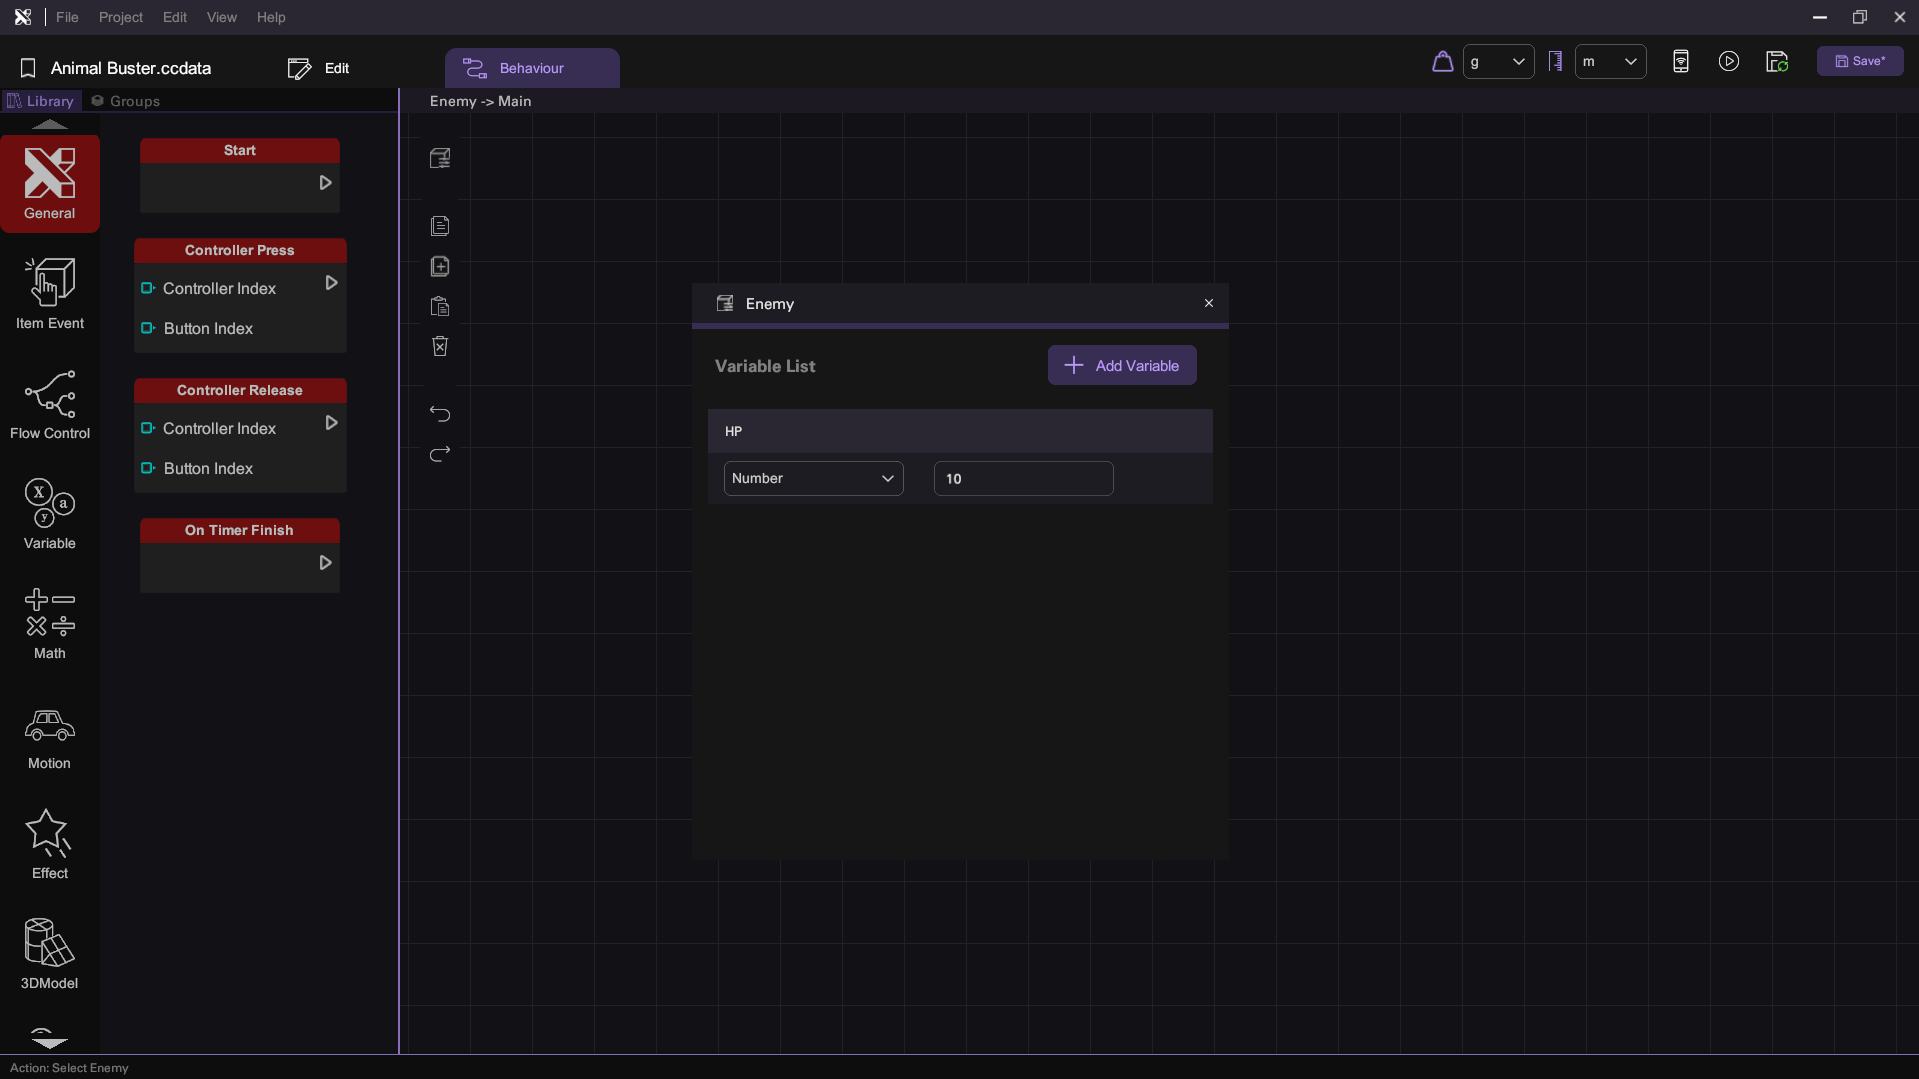 File Project Edit View Help
Animal Buster.ccdata Edit Behaviour g m Save*
Library Groups Enemy -> Main
General
Item Event
Flow Control
Variable
Math
Motion
Effect
3DModel
Start
Controller Press
Controller Index
Button Index
Controller Release
Controller Index
Button Index
On Timer Finish
Enemy
Variable List Add Variable
HP
Number 10
Action: Select Enemy